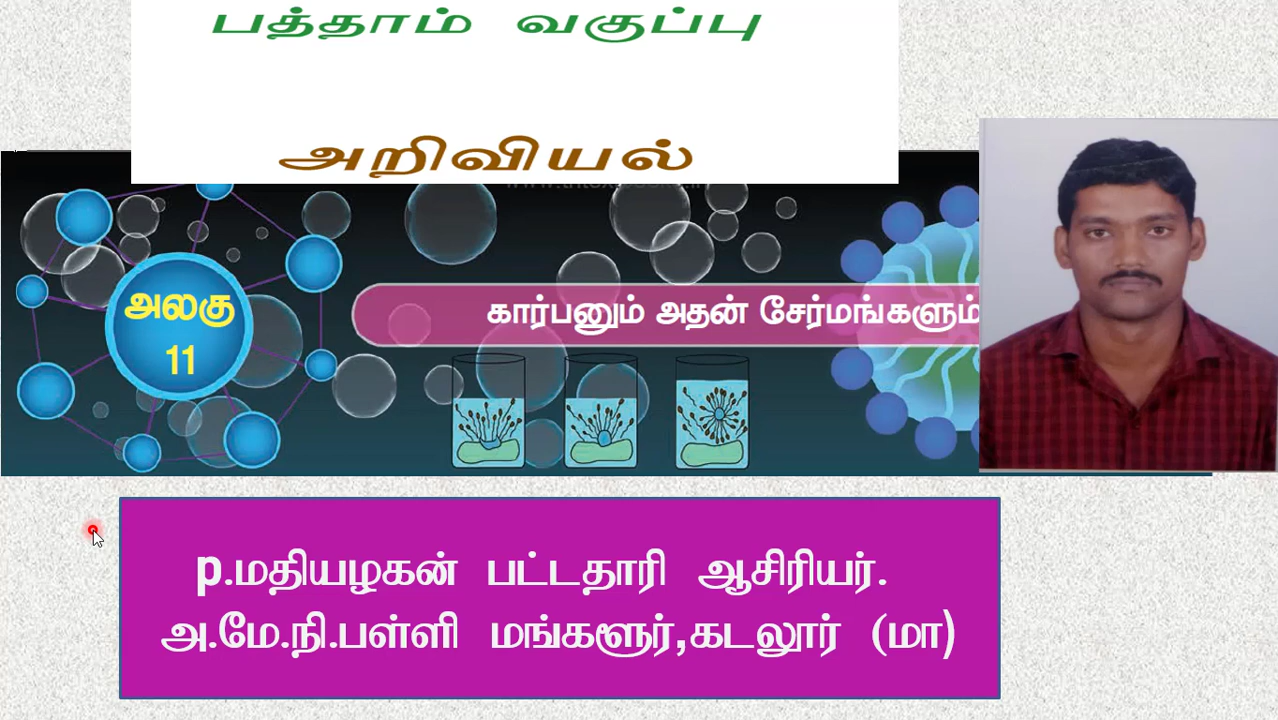 பத்தாம் வகுப்பு
அறிவியல்
அலகு
11
கார்பனும் அதன் சேர்மங்களும்
p.மதியழகன் பட்டதாரி ஆசிரியர்.
அ.மே.நி.பள்ளி மங்களூர்,கடலூர் (மா)